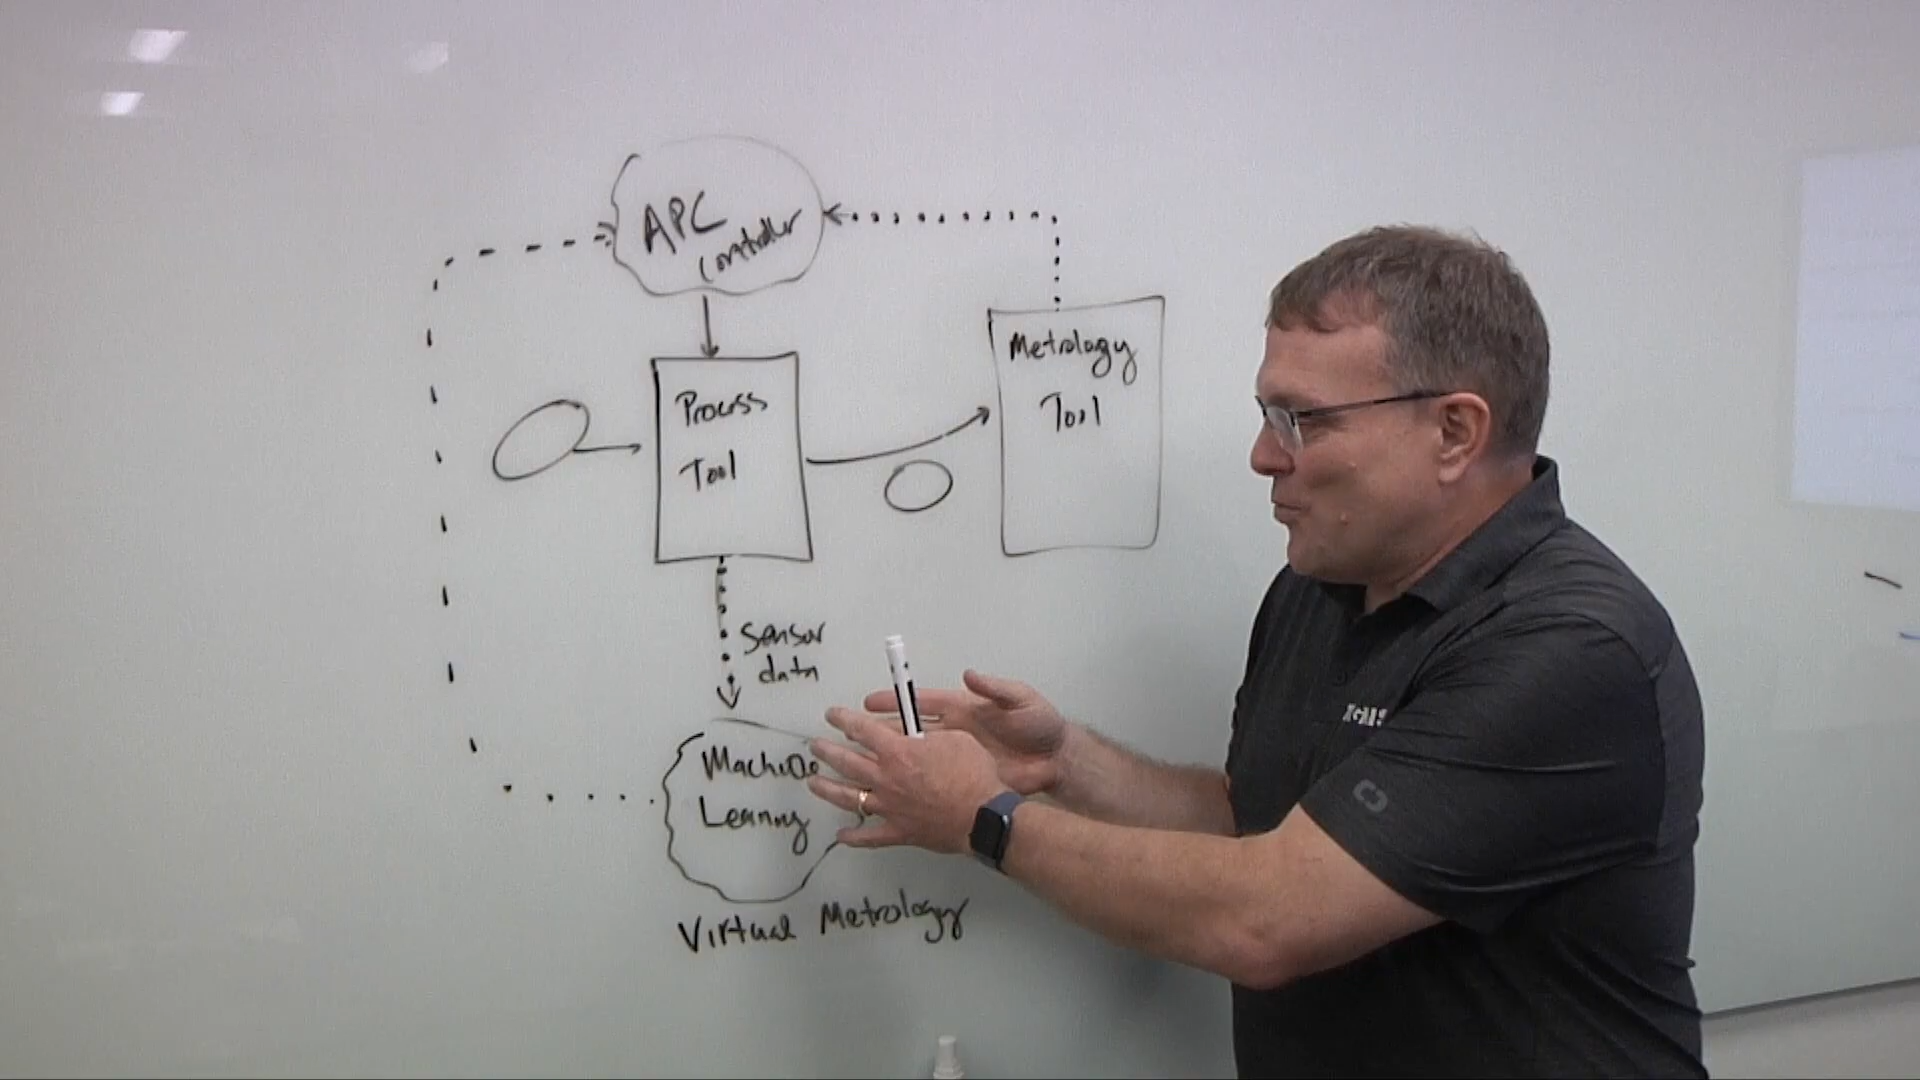 APC
controller
Process
Tool
Metrology
Tool
Sensor
data
Machine
Learning
Virtual Metrology